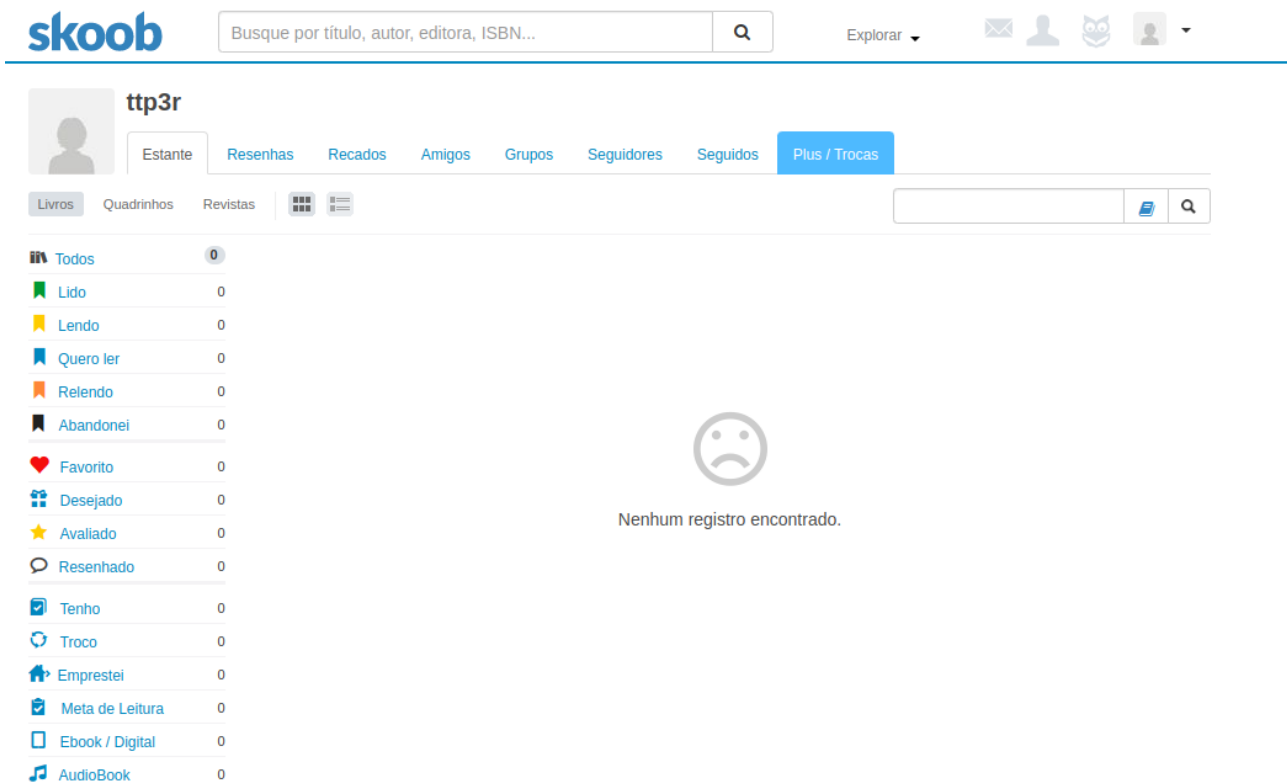 skoob
Busque por título, autor, editora, ISBN...
Explorar
ttp3r
Estante Resenhas Recados Amigos Grupos Seguidores Seguidos Plus / Trocas
Livros Quadrinhos Revistas
Todos 0
Lido 0
Lendo 0
Quero ler 0
Relendo 0
Abandonei 0
Favorito 0
Desejado 0
Avaliado 0
Resenhado 0
Tenho 0
Troco 0
Emprestei 0
Meta de Leitura 0
Ebook / Digital 0
AudioBook 0
Nenhum registro encontrado.